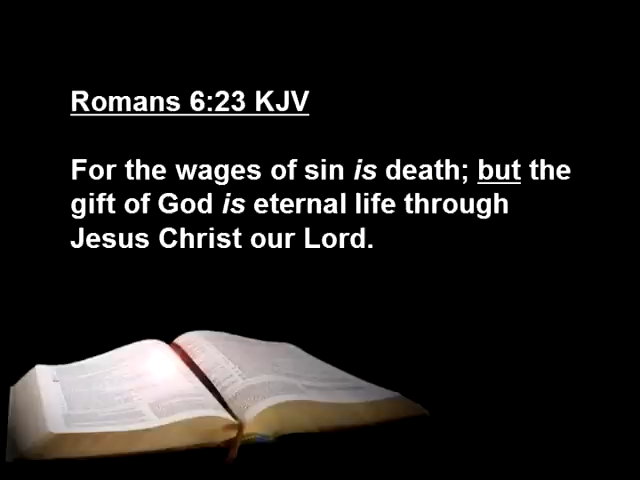 Romans 6:23 KJV
For the wages of sin is death; but the
gift of God is eternal life through
Jesus Christ our Lord.